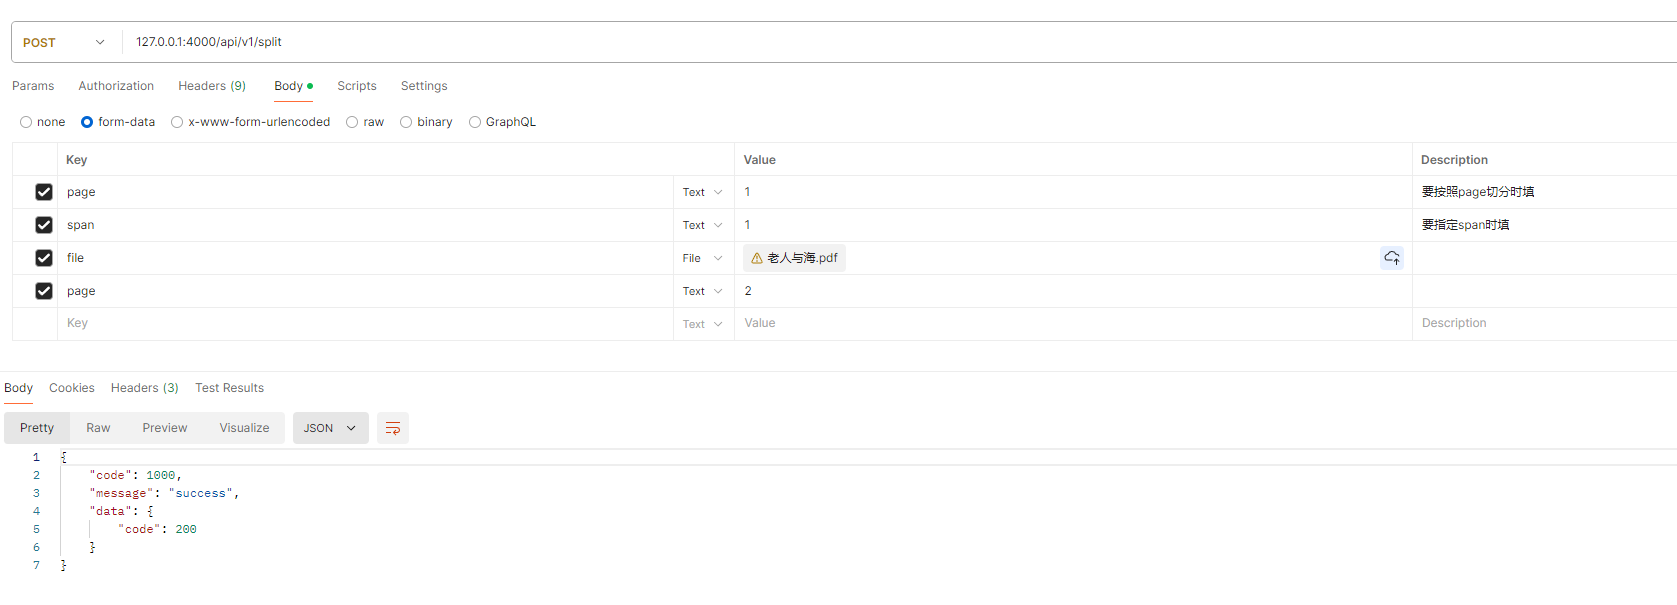 POST 127.0.0.1:4000/api/v1/split
Params Authorization Headers (9) Body Scripts Settings
none form-data x-www-form-urlencoded raw binary GraphQL
Key Value Description
page Text 1 要按照page切分时填
span Text 1 要指定span时填
file File 老人与海.pdf
page Text 2
Key Text Value Description
Body Cookies Headers (3) Test Results
Pretty Raw Preview Visualize JSON
1 {
2 "code": 1000,
3 "message": "success",
4 "data": {
5 "code": 200
6 }
7 }